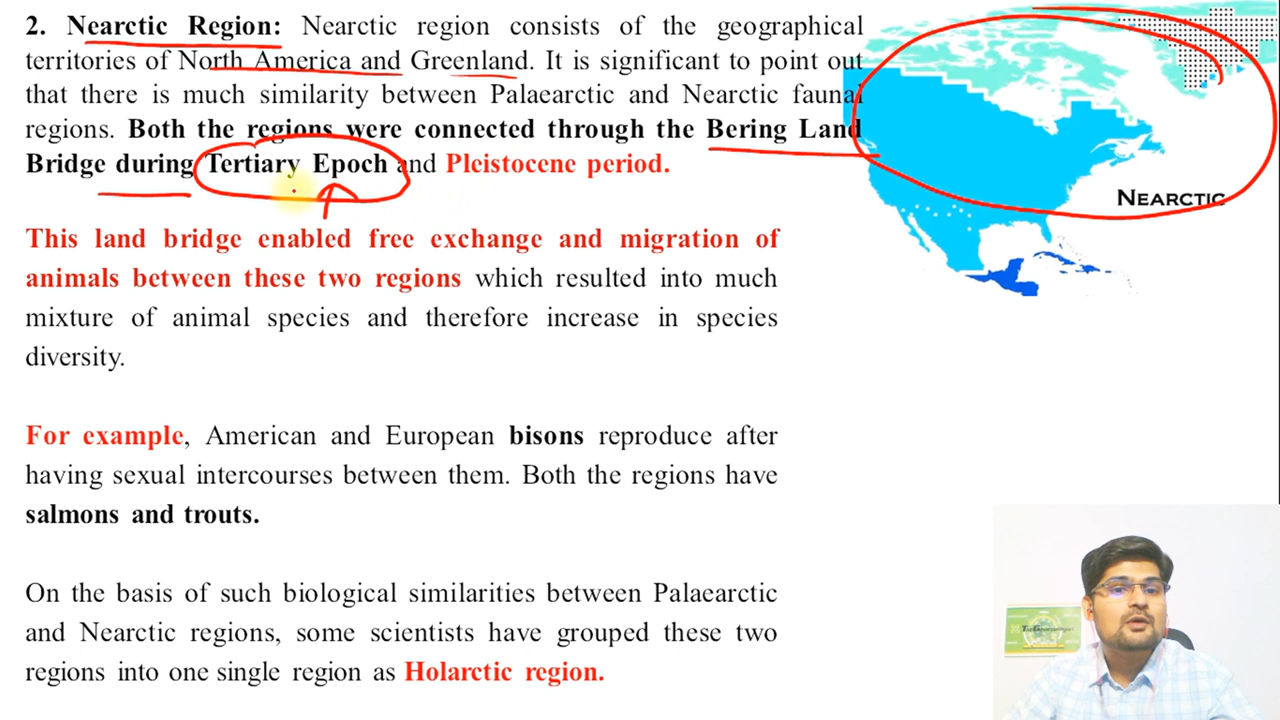 2. Nearctic Region: Nearctic region consists of the geographical
territories of North America and Greenland. It is significant to point out
that there is much similarity between Palaearctic and Nearctic faunal
regions. Both the regions were connected through the Bering Land
Bridge during Tertiary Epoch and Pleistocene period.
NEARCTIC
This land bridge enabled free exchange and migration of
animals between these two regions which resulted into much
mixture of animal species and therefore increase in species
diversity.
For example, American and European bisons reproduce after
having sexual intercourses between them. Both the regions have
salmons and trouts.
On the basis of such biological similarities between Palaearctic
and Nearctic regions, some scientists have grouped these two
regions into one single region as Holarctic region.